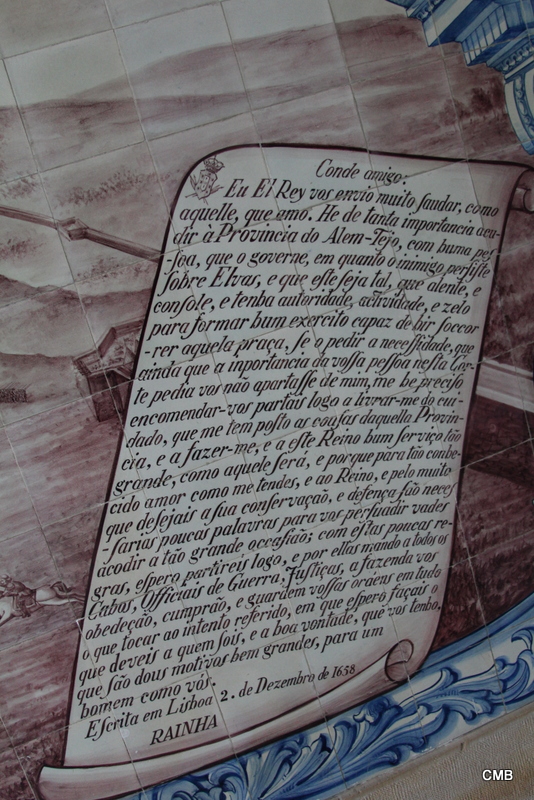 Conde amigo:
Eu El Rey vos envio muito ſaudar, como
aquelle, que amo. He de tanta importancia acu-
dir à Provincia do Alem-Tejo, com huma peſ
-ſoa, que o governe, em quanto o inimigo perſiſte
ſobre Elvas, e que eſte ſeja tal, que alente, e
conſole, e tenha autoridade, actividade, e zelo
para formar hum exercito capaz de hir ſoccor
-rer aquela praça, ſe o pedir a neceſſidade, que
ainda que a importancia da voſſa peſſoa neſta Cor-
te pedia vos não apartaſſe de mim, me he preciſo
encomendar-vos partais logo a livrar-me do cui-
dado, que me tem poſto as couſas daquella Provin-
cia, e a fazer-me, e a eſte Reino hum ſerviço tão
grande, como aquele ſerá, e porque para tão conhe-
cido amor como me tendes, e ao Reino, e pelo muito
que deſejais a ſúa conſervação, e defença ſão neceſ
-ſarias poucas palavras para vos perſuadir vades
acodir a tão grande occaſião; com eſtas poucas re-
gras, eſpero partireis logo, e por ellas mando a todos os
Cabos, Officiais de Guerra, Juſtiças, a fazenda vos
obedeção, cumprão, e guardem voſſas ordens em tudo
o que tocar ao intento referido, em que eſpero façais o
que deveis a quem ſois, e a boa vontade, que vos tenho,
que ſão dous motivos bem grandes, para um
homem como vós.
Eſcrita em Lisboa 2. de Dezembro de 1658
RAINHA
CMB